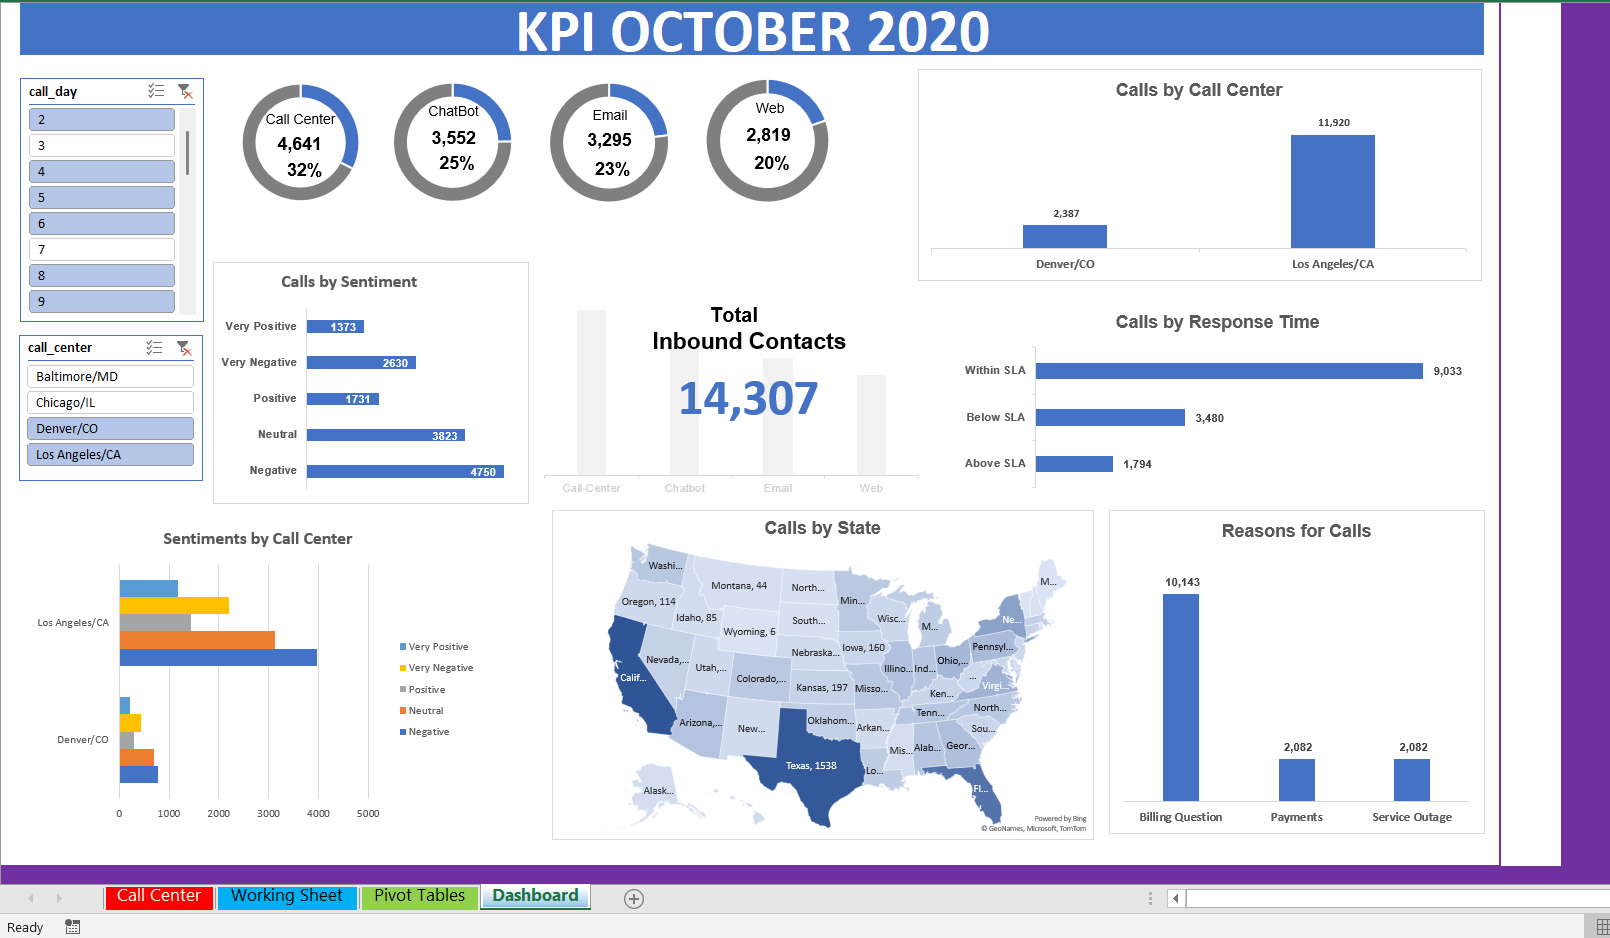 KPI OCTOBER 2020
call_day
2
3
4
5
6
7
8
9
call_center
Baltimore/MD
Chicago/IL
Denver/CO
Los Angeles/CA
Call Center
4,641
32%
ChatBot
3,552
25%
Email
3,295
23%
Web
2,819
20%
Calls by Call Center
11,920
2,387
Denver/CO
Los Angeles/CA
Calls by Sentiment
Very Positive
1373
Very Negative
2630
Positive
1731
Neutral
3823
Negative
4750
Total
Inbound Contacts
14,307
Call-Center
Chatbot
Email
Web
Calls by Response Time
Within SLA
9,033
Below SLA
3,480
Above SLA
1,794
Sentiments by Call Center
Los Angeles/CA
Denver/CO
0
1000
2000
3000
4000
5000
Very Positive
Very Negative
Positive
Neutral
Negative
Calls by State
Washi...
Montana, 44
North...
Min...
M...
Oregon, 114
Idaho, 85
South...
Wisc...
M...
Ne...
Wyoming, 6
Nevada,...
Utah,...
Nebraska...
Iowa, 160
Illino...
Ind...
Ohio,...
Pennsyl...
Calif...
Colorado,...
Kansas, 197
Misso...
Ken...
...
Virgi...
Arizona,...
New...
Oklahom...
Arkan...
Tenn...
North...
Sou...
Texas, 1538
Lo...
Mis...
Alab...
Geor...
Fl...
Alask...
Powered by Bing
© GeoNames, Microsoft, TomTom
Reasons for Calls
10,143
2,082
2,082
Billing Question
Payments
Service Outage
Call Center
Working Sheet
Pivot Tables
Dashboard
Ready